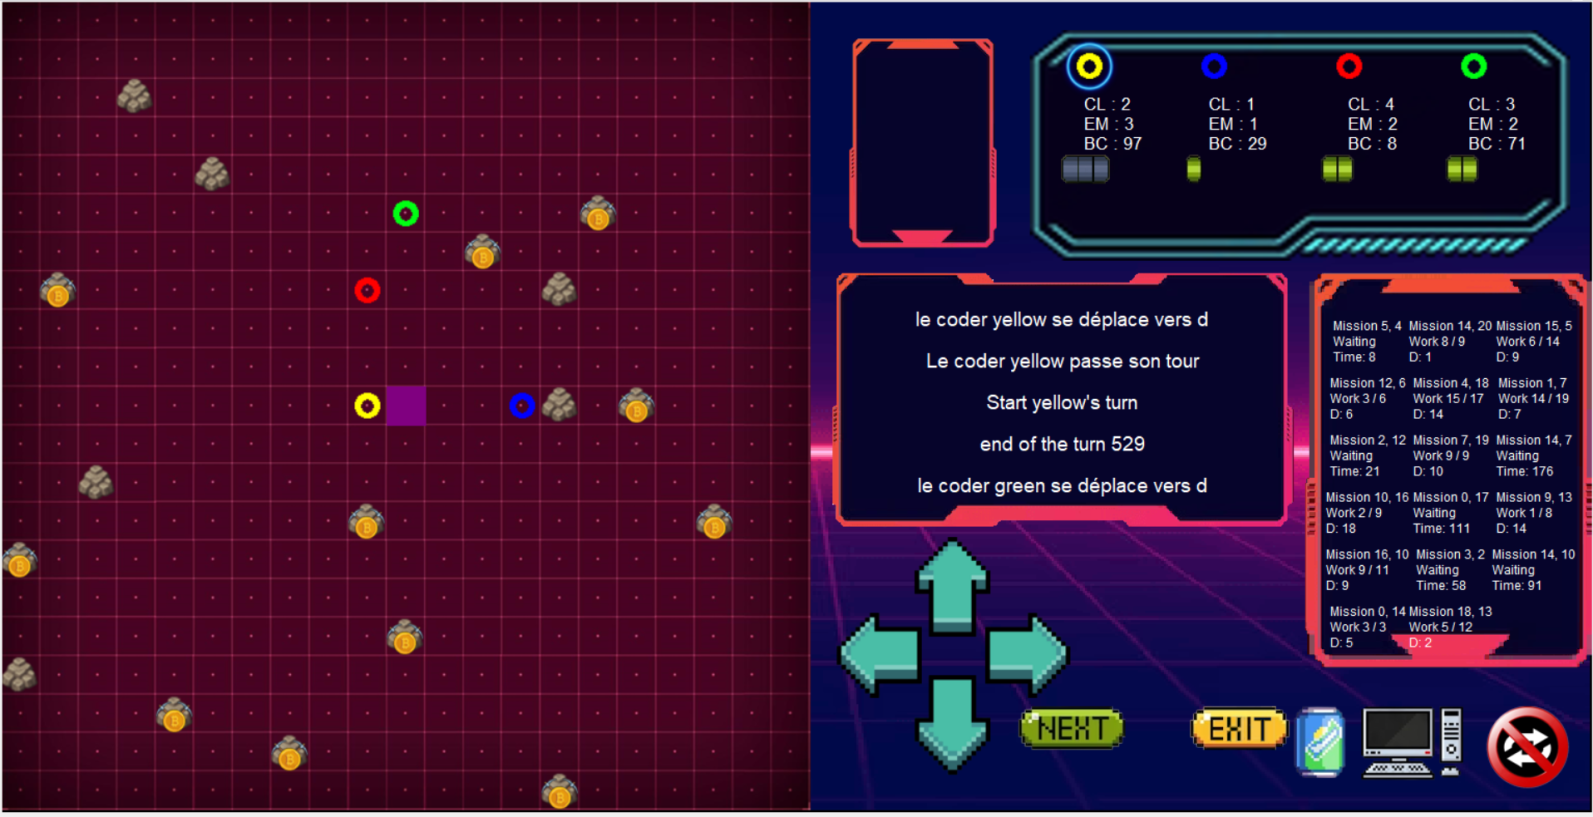 CL : 2
EM : 3
BC : 97
CL : 1
EM : 1
BC : 29
CL : 4
EM : 2
BC : 8
CL : 3
EM : 2
BC : 71
le coder yellow se déplace vers d
Le coder yellow passe son tour
Start yellow's turn
end of the turn 529
le coder green se déplace vers d
Mission 5, 4 Mission 14, 20 Mission 15, 5
Waiting Work 8 / 9 Work 6 / 14
Time: 8 D: 1 D: 9
Mission 12, 6 Mission 4, 18 Mission 1, 7
Work 3 / 6 Work 15 / 17 Work 14 / 19
D: 6 D: 14 D: 7
Mission 2, 12 Mission 7, 19 Mission 14, 7
Waiting Work 9 / 9 Waiting
Time: 21 D: 10 Time: 176
Mission 10, 16 Mission 0, 17 Mission 9, 13
Work 2 / 9 Waiting Work 1 / 8
D: 18 Time: 111 D: 14
Mission 16, 10 Mission 3, 2 Mission 14, 10
Work 9 / 11 Waiting Waiting
D: 9 Time: 58 Time: 91
Mission 0, 14 Mission 18, 13
Work 3 / 3 Work 5 / 12
D: 5 D: 2
NEXT
EXIT